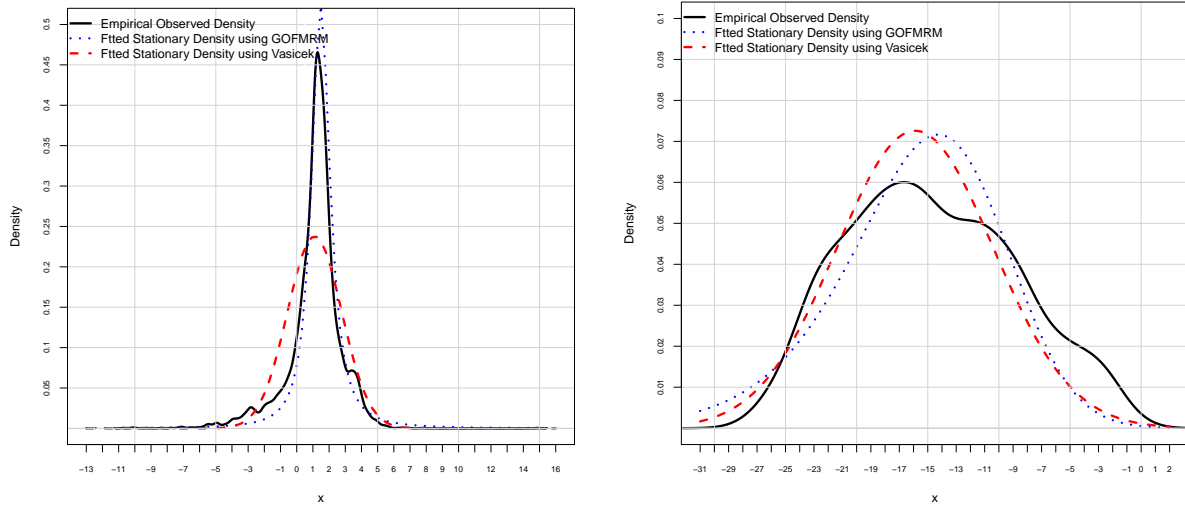 Empirical Observed Density
Ftted Stationary Density using GOFMRM
Ftted Stationary Density using Vasicek
Density
0.5
0.45
0.4
0.35
0.3
0.25
0.2
0.15
0.1
0.05
−13 −11 −9 −7 −5 −3 −2 0 1 2 3 5 6 7 8 9 10 12 14 16
x
Empirical Observed Density
Ftted Stationary Density using GOFMRM
Ftted Stationary Density using Vasicek
Density
0.1
0.09
0.08
0.07
0.06
0.05
0.04
0.03
0.02
0.01
−31 −29 −27 −25 −23 −21 −19 −17 −15 −13 −11 −9 −7 −5 −3 −1 0 1 2
x